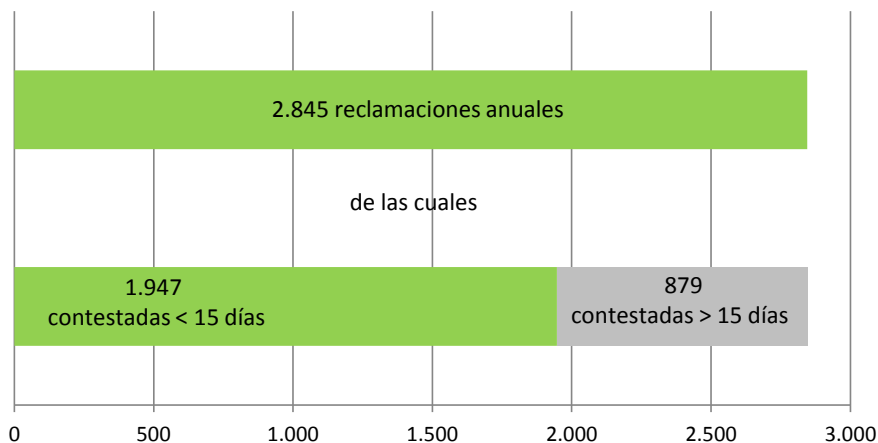 2.845 reclamaciones anuales
de las cuales
1.947
contestadas < 15 días
879
contestadas > 15 días
0 500 1.000 1.500 2.000 2.500 3.000